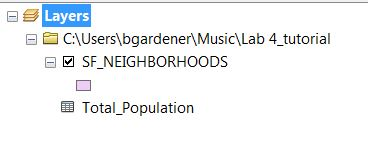 Layers
C:\Users\bgardener\Music\Lab 4_tutorial
SF_NEIGHBORHOODS
Total_Population